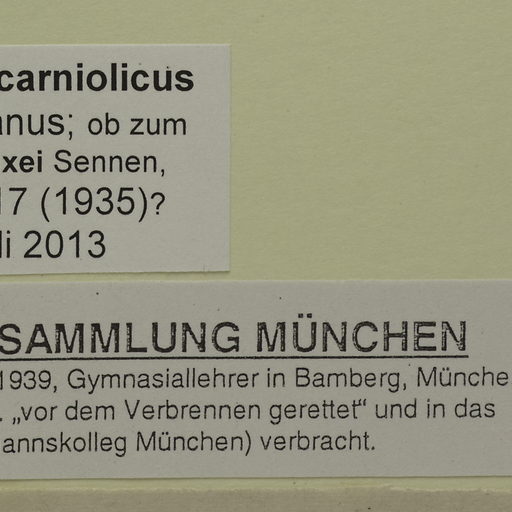 carniolicus
anus; ob zum
xei Sennen,
17 (1935)?
li 2013
SAMMLUNG MÜNCHEN
1939, Gymnasiallehrer in Bamberg, Münche
. „vor dem Verbrennen gerettet“ und in das
annskolleg München) verbracht.